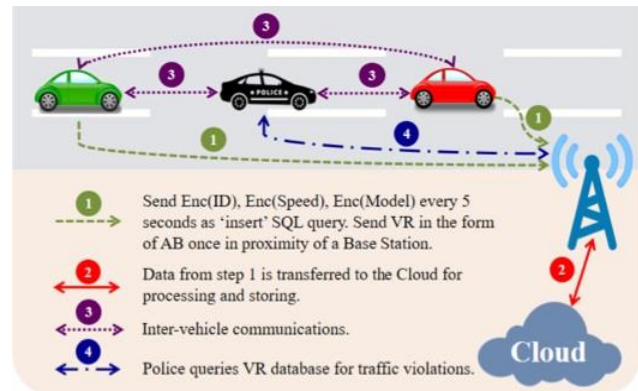 3
3
3
POLICE
1
4
1
1
Send Enc(ID), Enc(Speed), Enc(Model) every 5
seconds as ‘insert’ SQL query. Send VR in the form
of AB once in proximity of a Base Station.
2
2
Data from step 1 is transferred to the Cloud for
processing and storing.
3
Inter-vehicle communications.
4
Police queries VR database for traffic violations.
Cloud